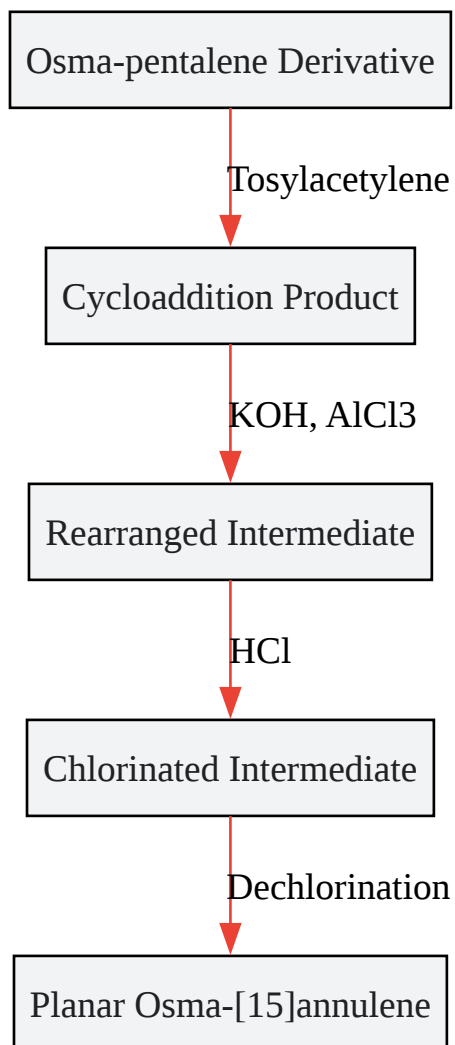 Osma-pentalene Derivative
Tosylacetylene
Cycloaddition Product
KOH, AlCl3
Rearranged Intermediate
HCl
Chlorinated Intermediate
Dechlorination
Planar Osma-[15]annulene